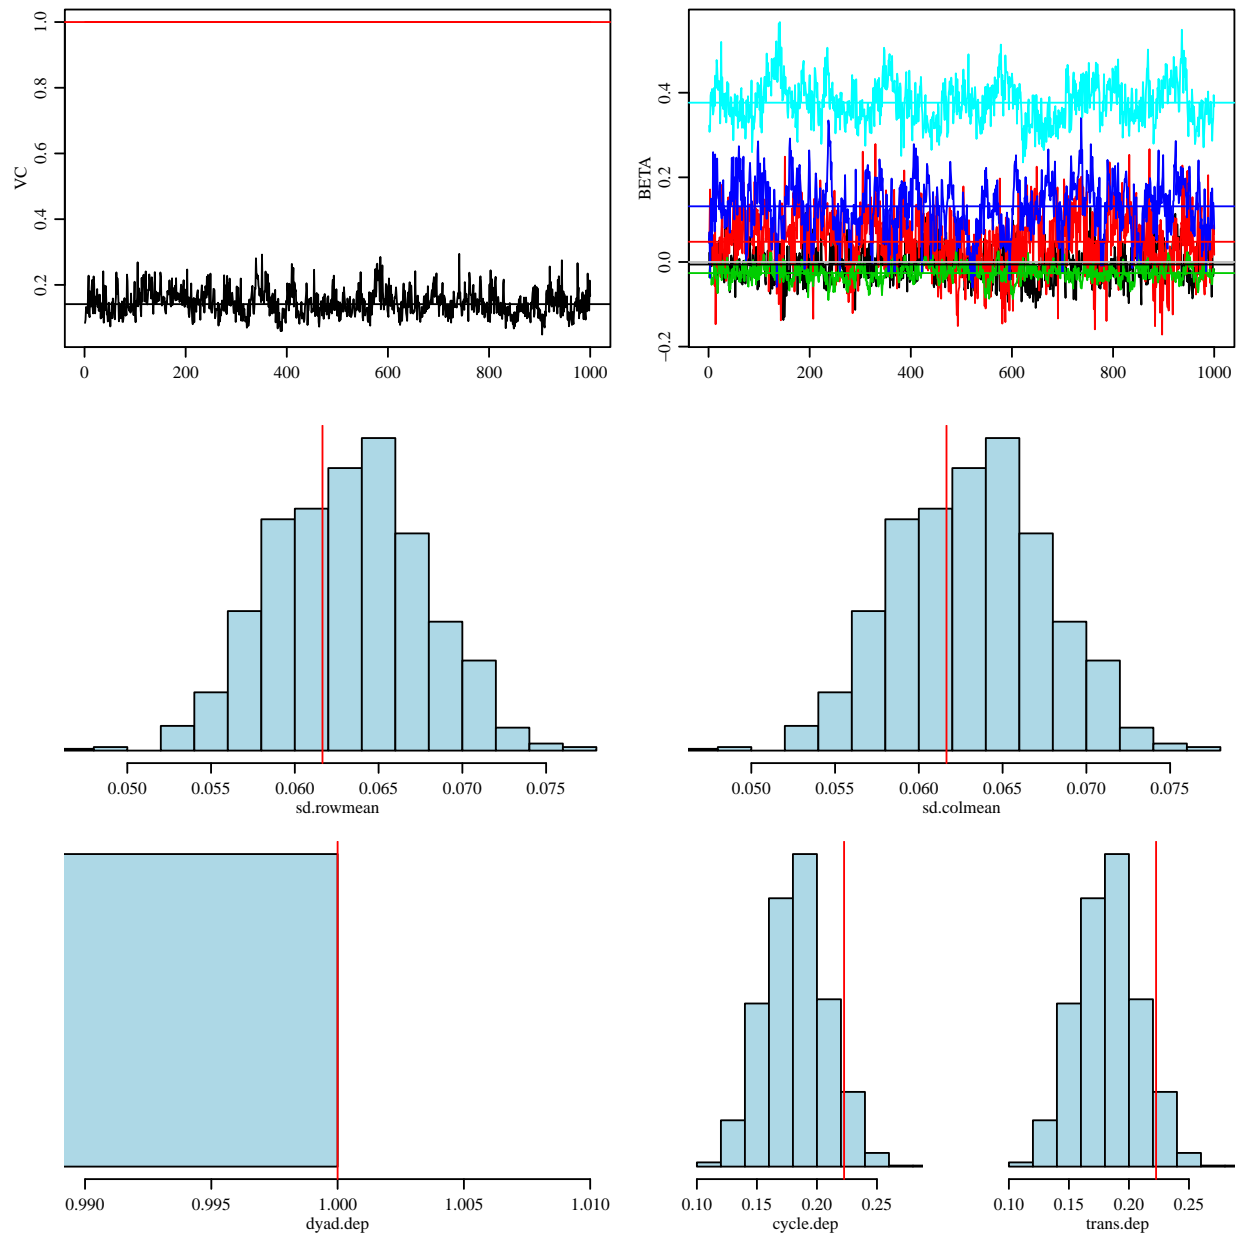 VC
0.2 0.4 0.6 0.8 1.0
0 200 400 600 800 1000
BETA
−0.2 0.0 0.2 0.4
0 200 400 600 800 1000
0.050 0.055 0.060 0.065 0.070 0.075
sd.rowmean
0.050 0.055 0.060 0.065 0.070 0.075
sd.colmean
0.990 0.995 1.000 1.005 1.010
dyad.dep
0.10 0.15 0.20 0.25
cycle.dep
0.10 0.15 0.20 0.25
trans.dep